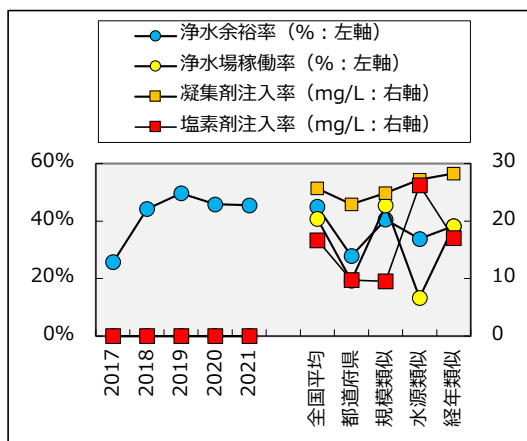 浄水余裕率（%：左軸）
浄水場稼働率（%：左軸）
凝集剤注入率（mg/L：右軸）
塩素剤注入率（mg/L：右軸）
60%
40%
20%
0%
30
20
10
0
2017
2018
2019
2020
2021
全国平均
都道府県
規模類似
水源類似
経年類似